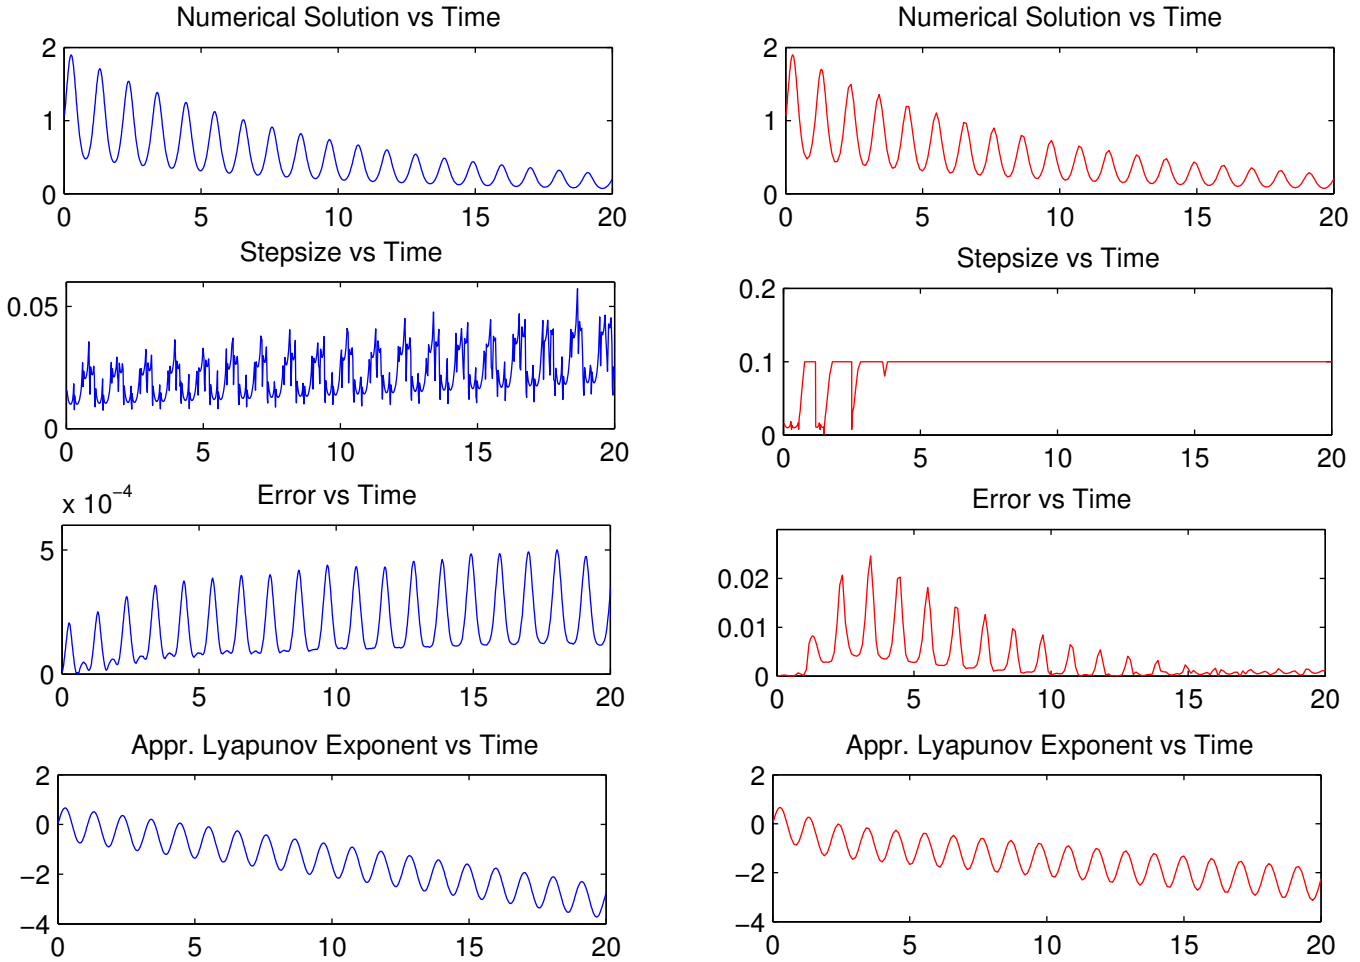 Numerical Solution vs Time
2
1
0
0 5 10 15 20
Stepsize vs Time
0.05
0
0 5 10 15 20
x 10−4
Error vs Time
5
0
0 5 10 15 20
Appr. Lyapunov Exponent vs Time
2
0
−2
−4
0 5 10 15 20
Numerical Solution vs Time
2
1
0
0 5 10 15 20
Stepsize vs Time
0.2
0.1
0
0 5 10 15 20
Error vs Time
0.02
0.01
0
0 5 10 15 20
Appr. Lyapunov Exponent vs Time
2
0
−2
−4
0 5 10 15 20